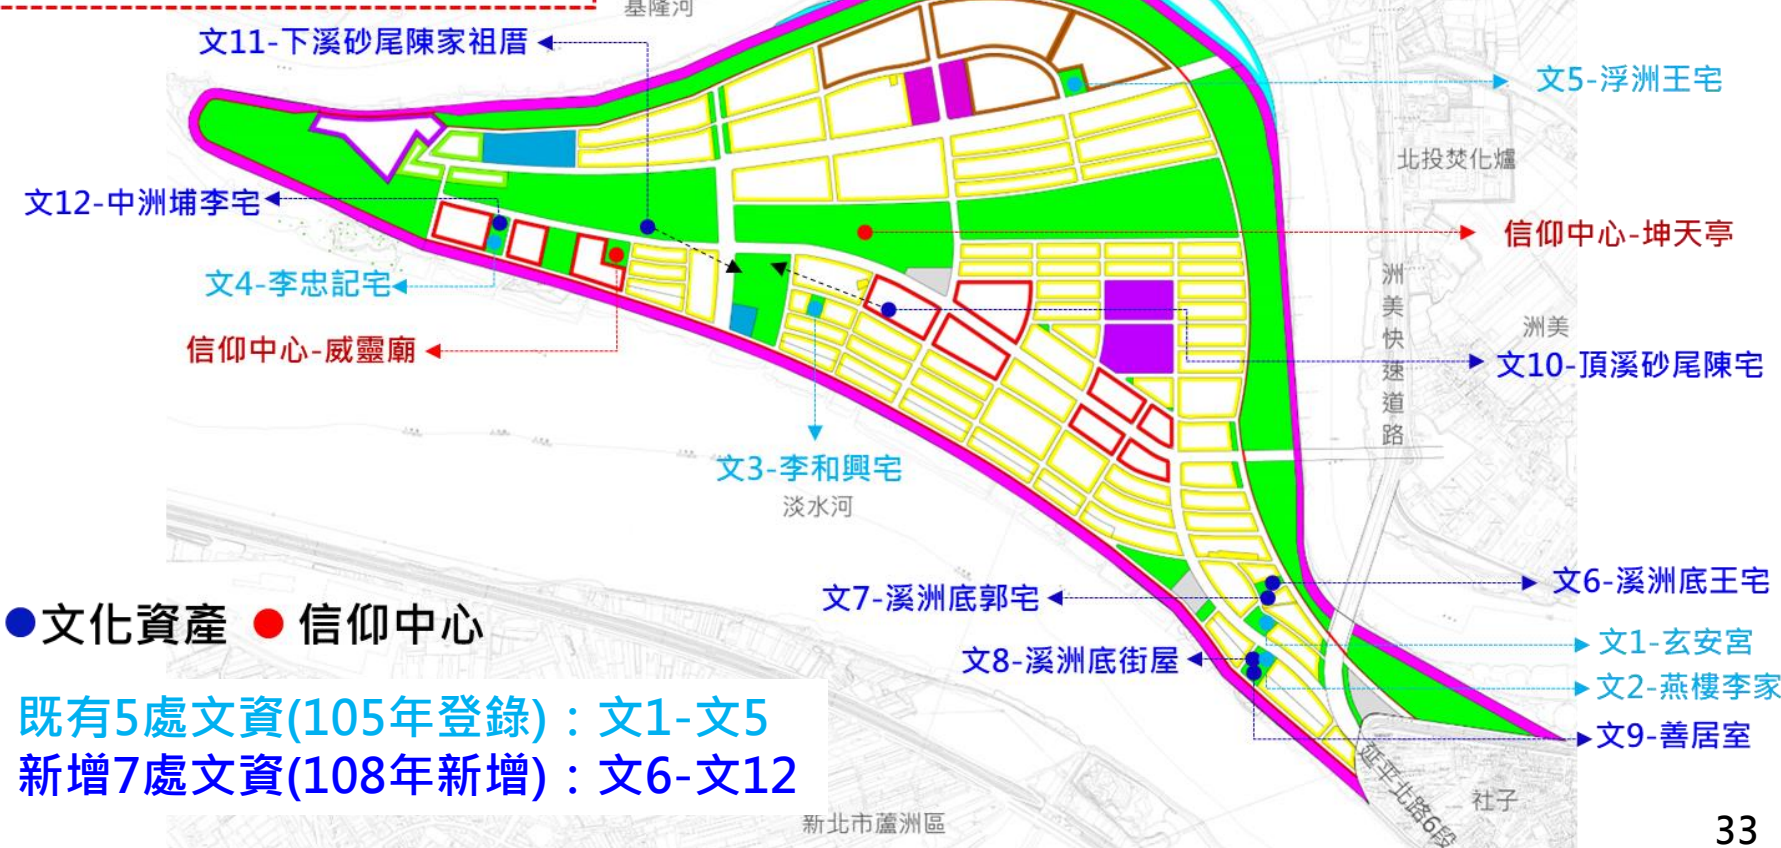 基隆河
文11-下溪砂尾陳家祖厝
文5-浮洲王宅
北投焚化爐
文12-中洲埔李宅
信仰中心-坤天亭
文4-李忠記宅
洲美快速道路
洲美
信仰中心-威靈廟
文10-頂溪砂尾陳宅
文3-李和興宅
淡水河
文6-溪洲底王宅
文7-溪洲底郭宅
文化資產
信仰中心
文1-玄安宮
文8-溪洲底街屋
文2-燕樓李家
既有5處文資(105年登錄)：文1-文5
文9-善居室
新增7處文資(108年新增)：文6-文12
延平北路6段
社子
新北市蘆洲區
33